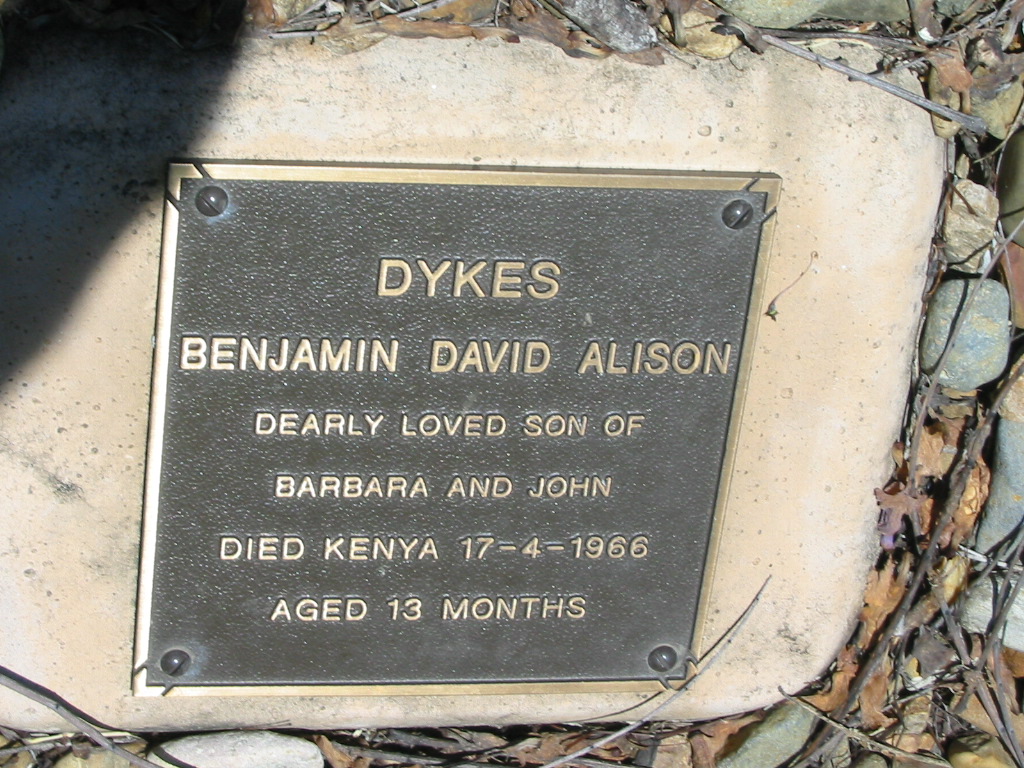 DYKES
BENJAMIN DAVID ALISON
DEARLY LOVED SON OF
BARBARA AND JOHN
DIED KENYA 17-4-1966
AGED 13 MONTHS